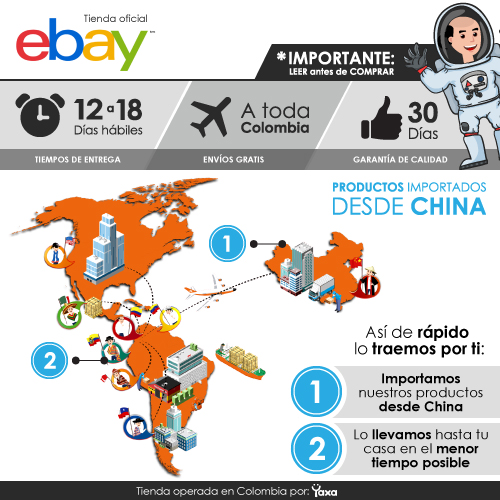 Tienda oficial
ebay
*IMPORTANTE:
LEER antes de COMPRAR
12 a 18
Días hábiles
A toda
Colombia
30
Días
TIEMPOS DE ENTREGA
ENVÍOS GRATIS
GARANTÍA DE CALIDAD
PRODUCTOS IMPORTADOS
DESDE CHINA
1
2
Así de rápido
lo traemos por ti:
1
Importamos
nuestros productos
desde China
2
Lo llevamos hasta tu
casa en el menor
tiempo posible
Tienda operada en Colombia por: Yaxa